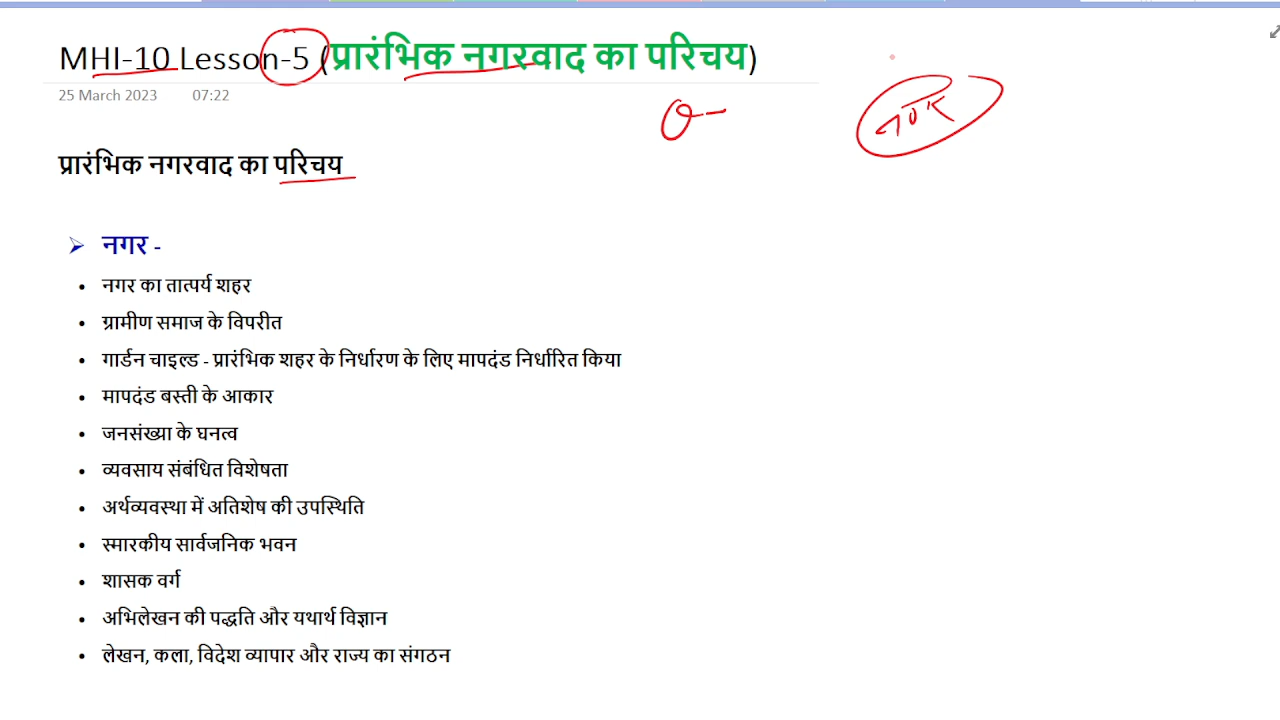 MHI-10 Lesson-5 (प्रारंभिक नगरवाद का परिचय)
25 March 2023 07:22
नगर
प्रारंभिक नगरवाद का परिचय
➢ नगर -
• नगर का तात्पर्य शहर
• ग्रामीण समाज के विपरीत
• गार्डन चाइल्ड - प्रारंभिक शहर के निर्धारण के लिए मापदंड निर्धारित किया
• मापदंड बस्ती के आकार
• जनसंख्या के घनत्व
• व्यवसाय संबंधित विशेषता
• अर्थव्यवस्था में अतिशेष की उपस्थिति
• स्मारकीय सार्वजनिक भवन
• शासक वर्ग
• अभिलेखन की पद्धति और यथार्थ विज्ञान
• लेखन, कला, विदेश व्यापार और राज्य का संगठन